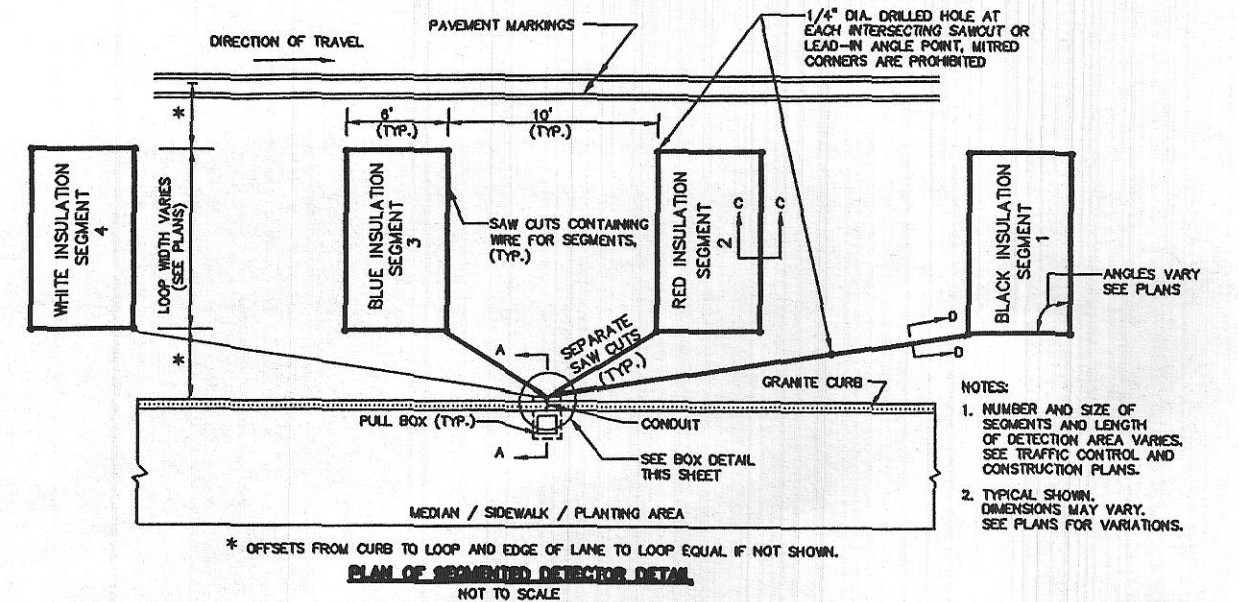 DIRECTION OF TRAVEL
PAVEMENT MARKINGS
1/4" DIA. DRILLED HOLE AT
EACH INTERSECTING SAWCUT OR
LEAD-IN ANGLE POINT, MITRED
CORNERS ARE PROHIBITED
*
6'
(TYP.)
10'
(TYP.)
WHITE INSULATION
SEGMENT
4
LOOP WIDTH VARIES
(SEE PLANS)
BLUE INSULATION
SEGMENT
3
SAW CUTS CONTAINING
WIRE FOR SEGMENTS,
(TYP.)
RED INSULATION
SEGMENT
2
C
C
BLACK INSULATION
SEGMENT
1
ANGLES VARY
SEE PLANS
*
A
SEPARATE
SAW CUTS
(TYP.)
D
D
GRANITE CURB
PULL BOX (TYP.)
CONDUIT
A
SEE BOX DETAIL
THIS SHEET
MEDIAN / SIDEWALK / PLANTING AREA
NOTES:
1. NUMBER AND SIZE OF
SEGMENTS AND LENGTH
OF DETECTION AREA VARIES.
SEE TRAFFIC CONTROL AND
CONSTRUCTION PLANS.
2. TYPICAL SHOWN.
DIMENSIONS MAY VARY.
SEE PLANS FOR VARIATIONS.
* OFFSETS FROM CURB TO LOOP AND EDGE OF LANE TO LOOP EQUAL IF NOT SHOWN.
PLAN OF SEGMENTED DETECTOR DETAIL
NOT TO SCALE